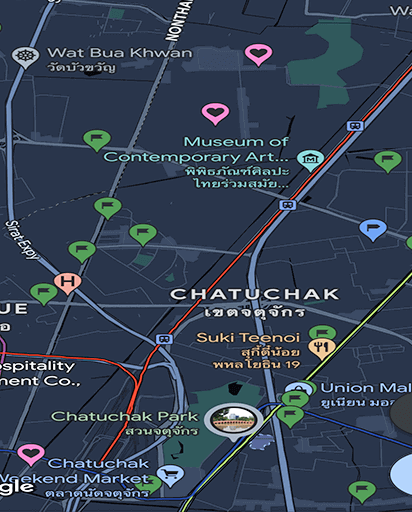 Wa
NONTHA
Wat Bua Khwan
วัดบัวขวัญ
Museum of
Contemporary Art...
พิพิธภัณฑ์ศิลปะ
ไทยร่วมสมัย...
Sirat Expy
H
CHATUCHAK
เขตจตุจักร
UE
อ
Suki Teenoi
สุกี้ตี๋น้อย
พหลโยธิน 19
ospitality
ment Co.,
Union Mal
ยูเนี่ยน มอล
Chatuchak Park
สวนจตุจักร
Chatuchak
Weekend Market
ตลาดนัดจตุจักร
gle